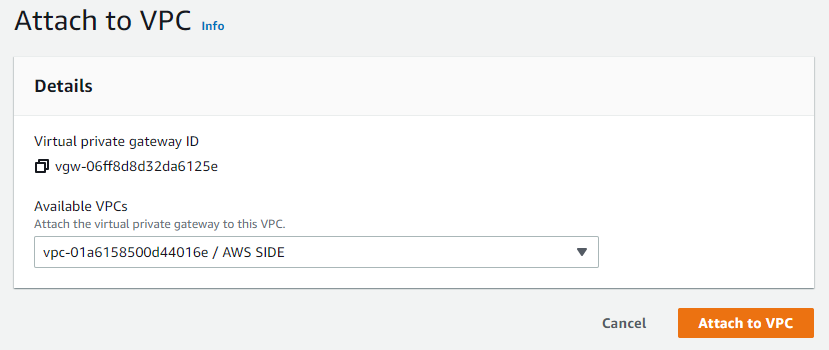 Attach to VPC Info
Details
Virtual private gateway ID
vgw-06ff8d8d32da6125e
Available VPCs
Attach the virtual private gateway to this VPC.
vpc-01a6158500d44016e / AWS SIDE
Cancel Attach to VPC